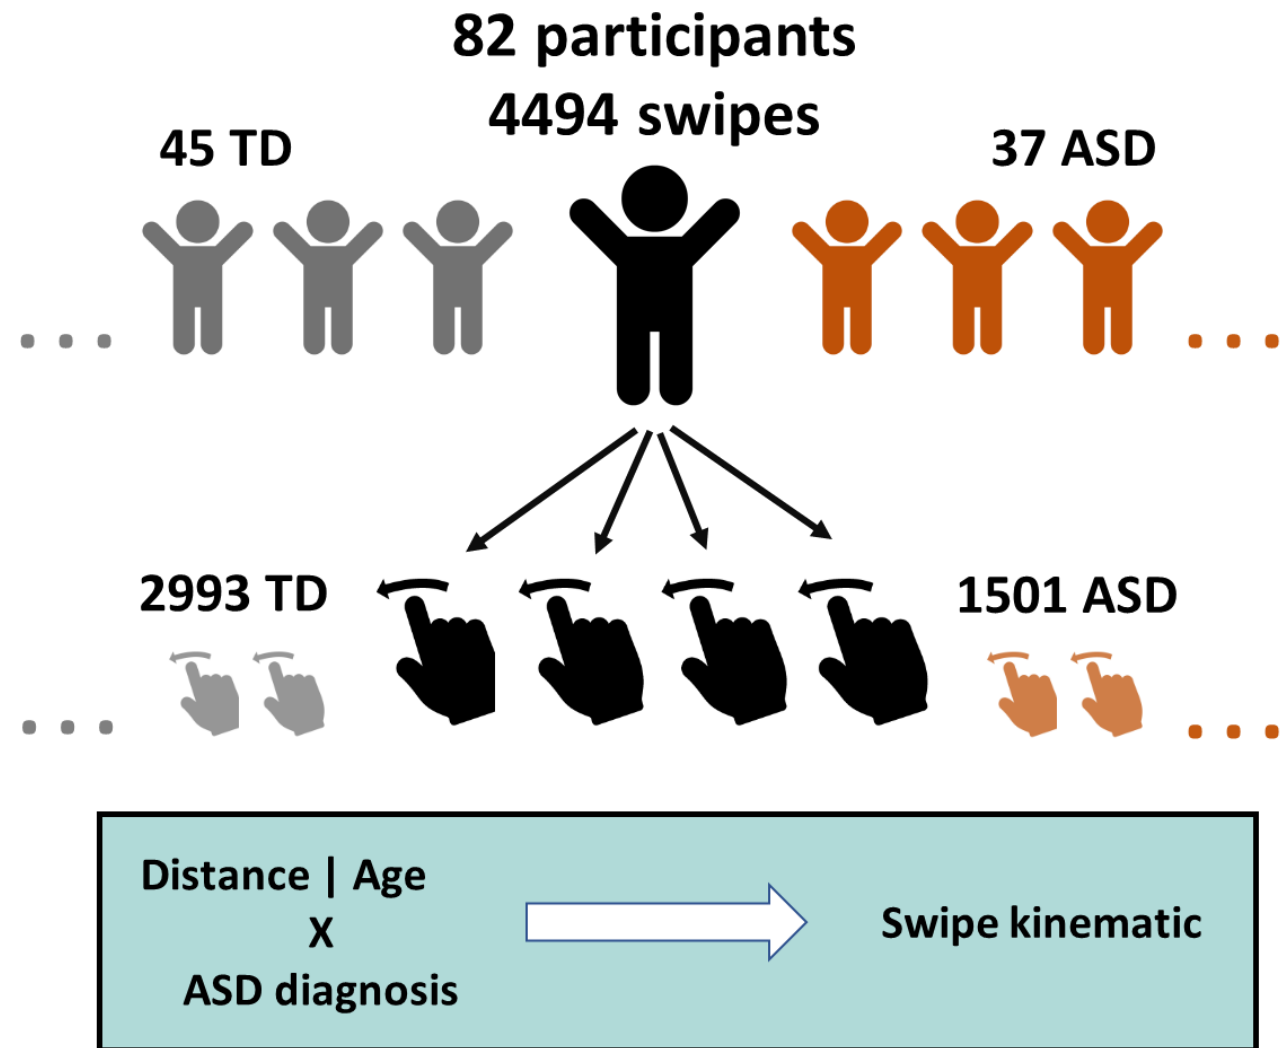 82 participants
4494 swipes
45 TD
37 ASD
2993 TD
1501 ASD
Distance | Age
X
ASD diagnosis
Swipe kinematic